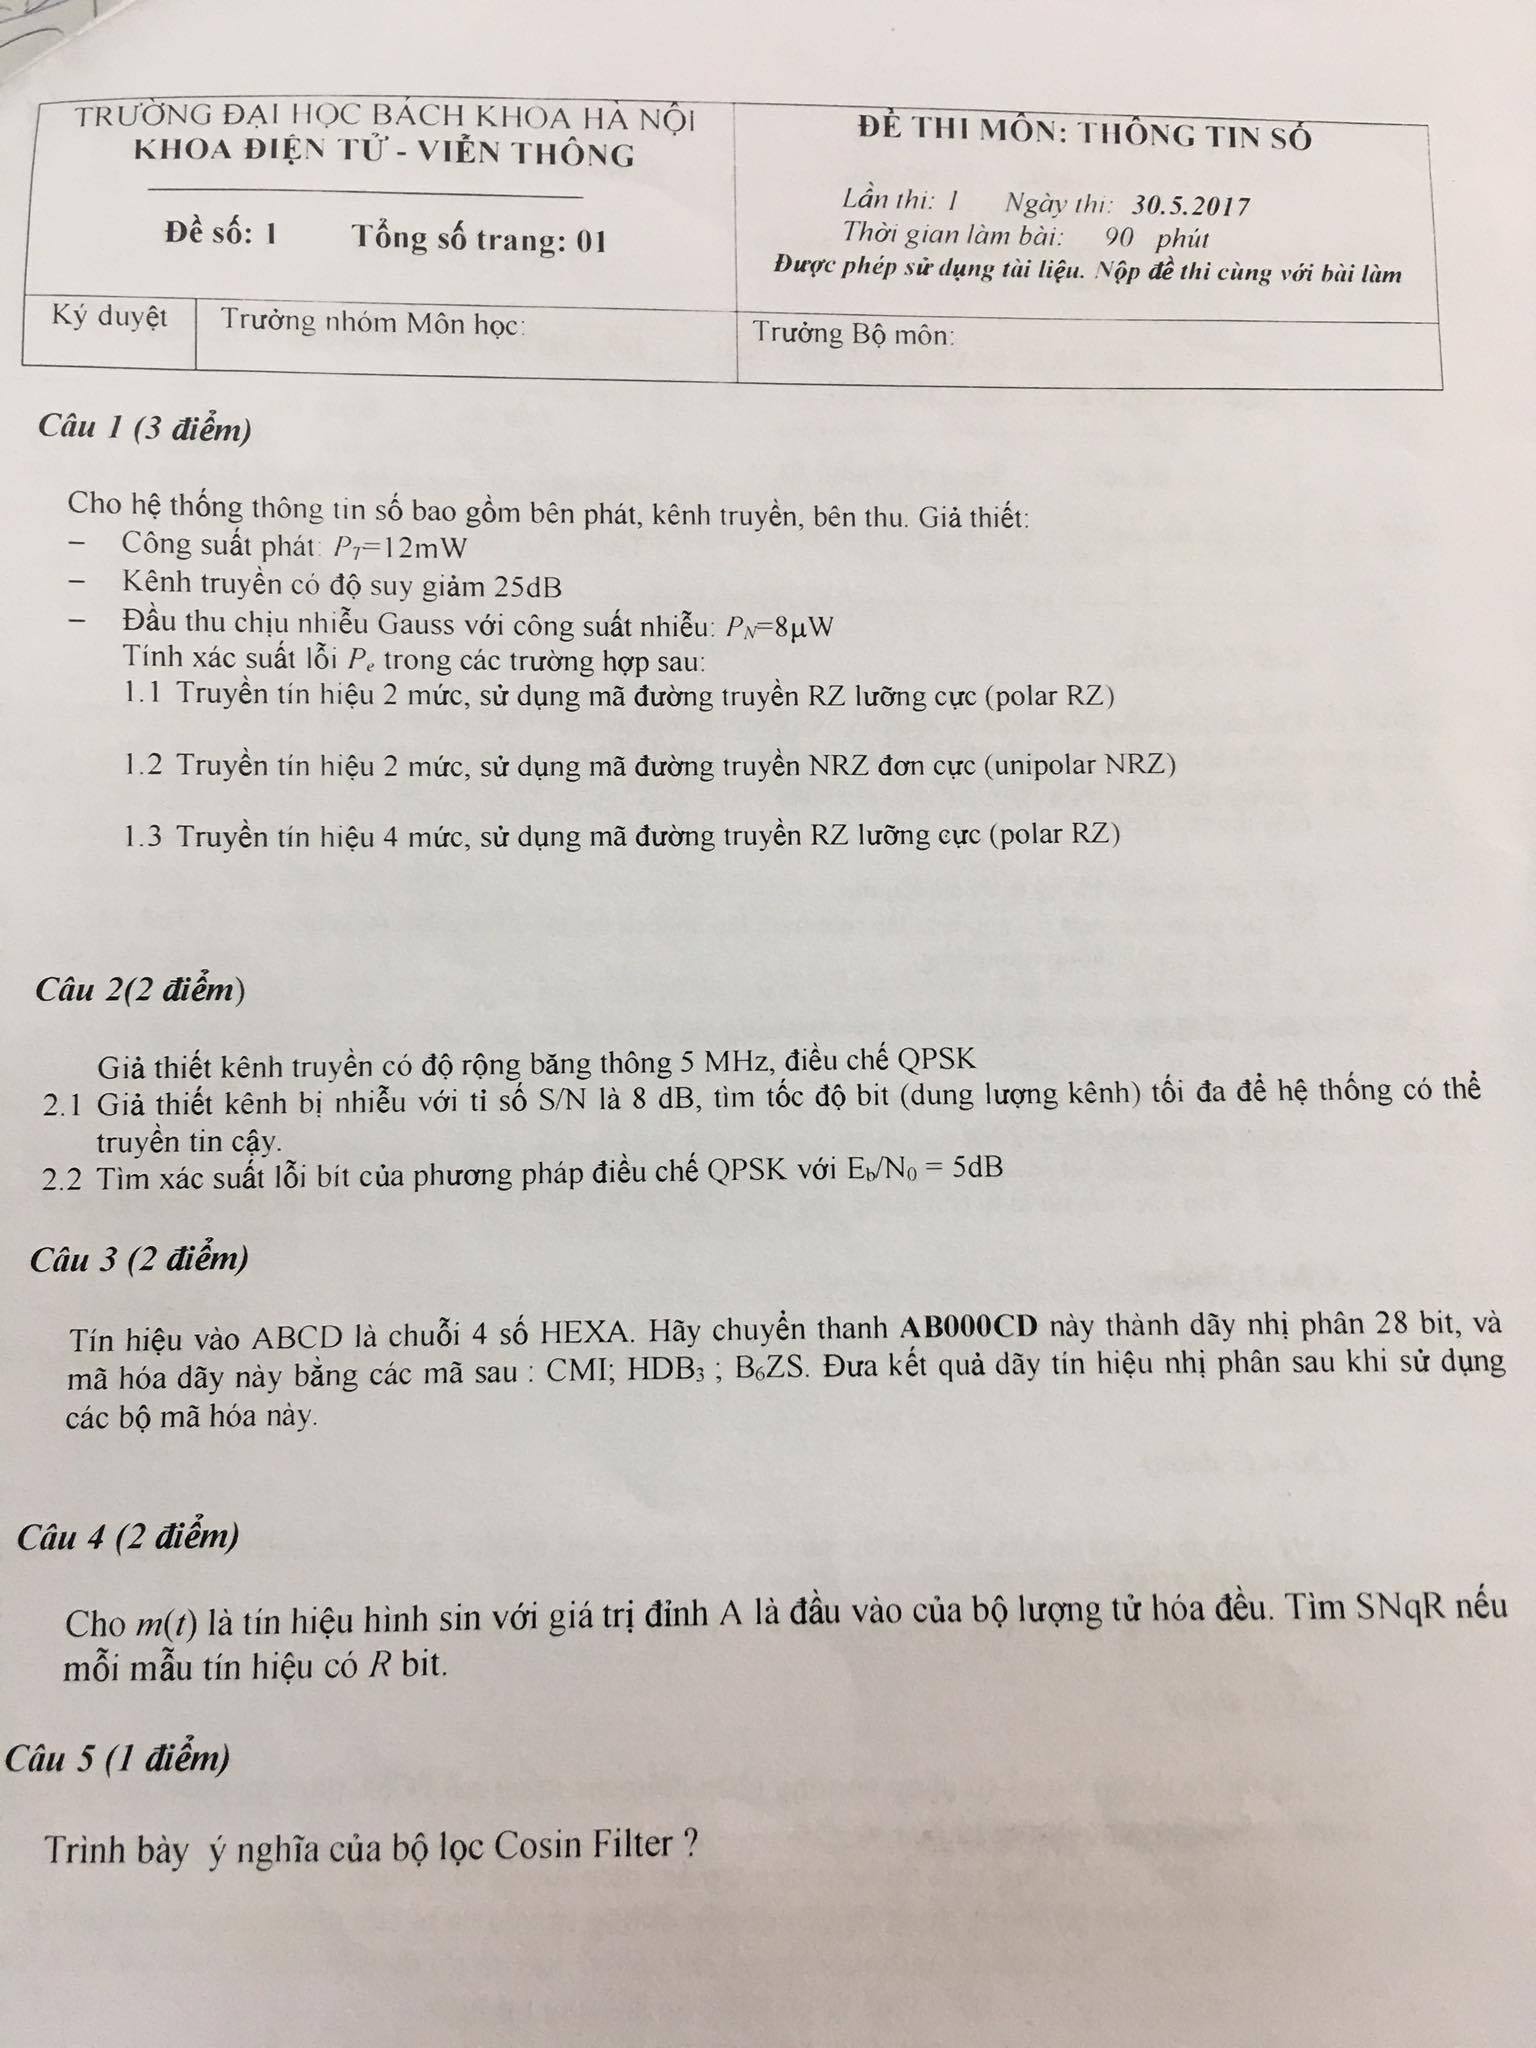 TRƯỜNG ĐẠI HỌC BÁCH KHOA HÀ NỘI
KHOA ĐIỆN TỬ - VIỄN THÔNG
Đề số: 1 Tổng số trang: 01
ĐỀ THI MÔN: THÔNG TIN SỐ
Lần thi: 1 Ngày thi: 30.5.2017
Thời gian làm bài: 90 phút
Được phép sử dụng tài liệu. Nộp đề thi cùng với bài làm
Ký duyệt
Trưởng nhóm Môn học:
Trưởng Bộ môn:
Câu 1 (3 điểm)
Cho hệ thống thông tin số bao gồm bên phát, kênh truyền, bên thu. Giả thiết:
– Công suất phát: PT=12mW
– Kênh truyền có độ suy giảm 25dB
– Đầu thu chịu nhiễu Gauss với công suất nhiễu: PN=8µW
Tính xác suất lỗi Pe trong các trường hợp sau:
1.1 Truyền tín hiệu 2 mức, sử dụng mã đường truyền RZ lưỡng cực (polar RZ)
1.2 Truyền tín hiệu 2 mức, sử dụng mã đường truyền NRZ đơn cực (unipolar NRZ)
1.3 Truyền tín hiệu 4 mức, sử dụng mã đường truyền RZ lưỡng cực (polar RZ)
Câu 2(2 điểm)
Giả thiết kênh truyền có độ rộng băng thông 5 MHz, điều chế QPSK
2.1 Giả thiết kênh bị nhiễu với tỉ số S/N là 8 dB, tìm tốc độ bit (dung lượng kênh) tối đa để hệ thống có thể
truyền tin cậy.
2.2 Tìm xác suất lỗi bít của phương pháp điều chế QPSK với Eb/N0 = 5dB
Câu 3 (2 điểm)
Tín hiệu vào ABCD là chuỗi 4 số HEXA. Hãy chuyển thanh AB000CD này thành dãy nhị phân 28 bit, và
mã hóa dãy này bằng các mã sau : CMI; HDB3 ; B6ZS. Đưa kết quả dãy tín hiệu nhị phân sau khi sử dụng
các bộ mã hóa này.
Câu 4 (2 điểm)
Cho m(t) là tín hiệu hình sin với giá trị đỉnh A là đầu vào của bộ lượng tử hóa đều. Tìm SNqR nếu
mỗi mẫu tín hiệu có R bit.
Câu 5 (1 điểm)
Trình bày ý nghĩa của bộ lọc Cosin Filter ?